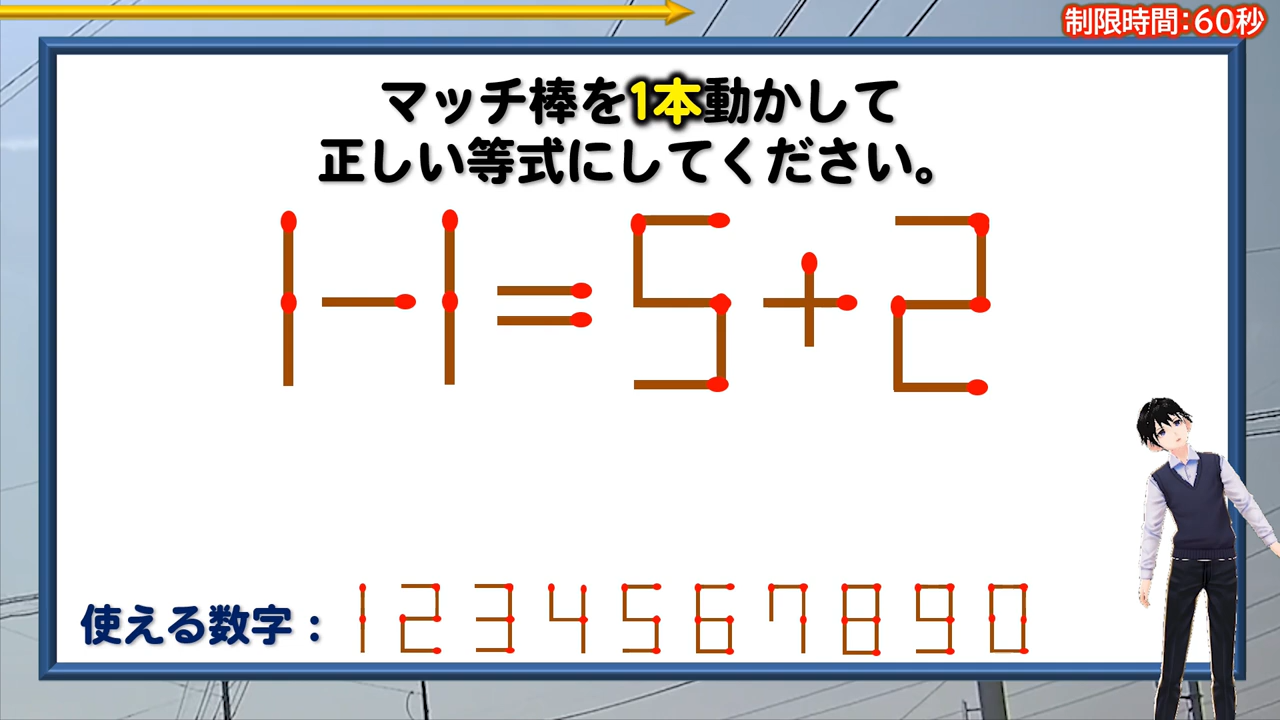 制限時間：60秒
マッチ棒を1本動かして
正しい等式にしてください。
1-1=5+2
使える数字：1234567890